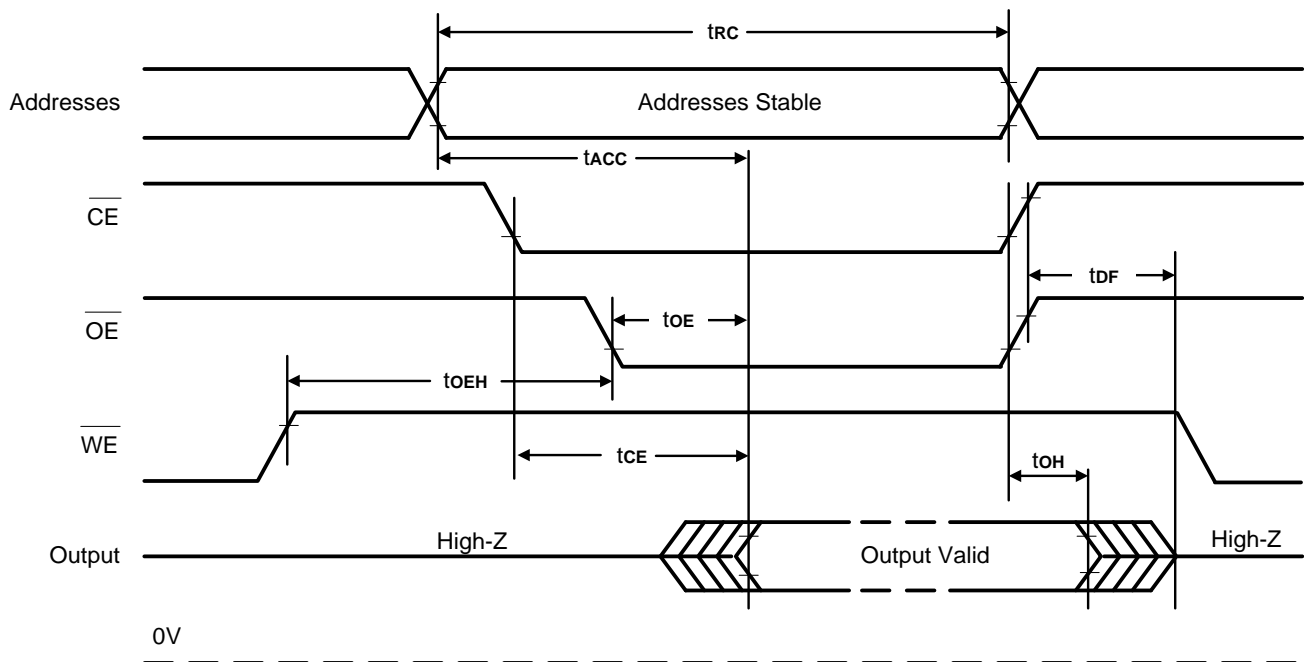 tRC
Addresses
Addresses Stable
tACC
CE
tDF
OE
tOE
tOEH
WE
tCE
tOH
Output
High-Z
Output Valid
High-Z
0V